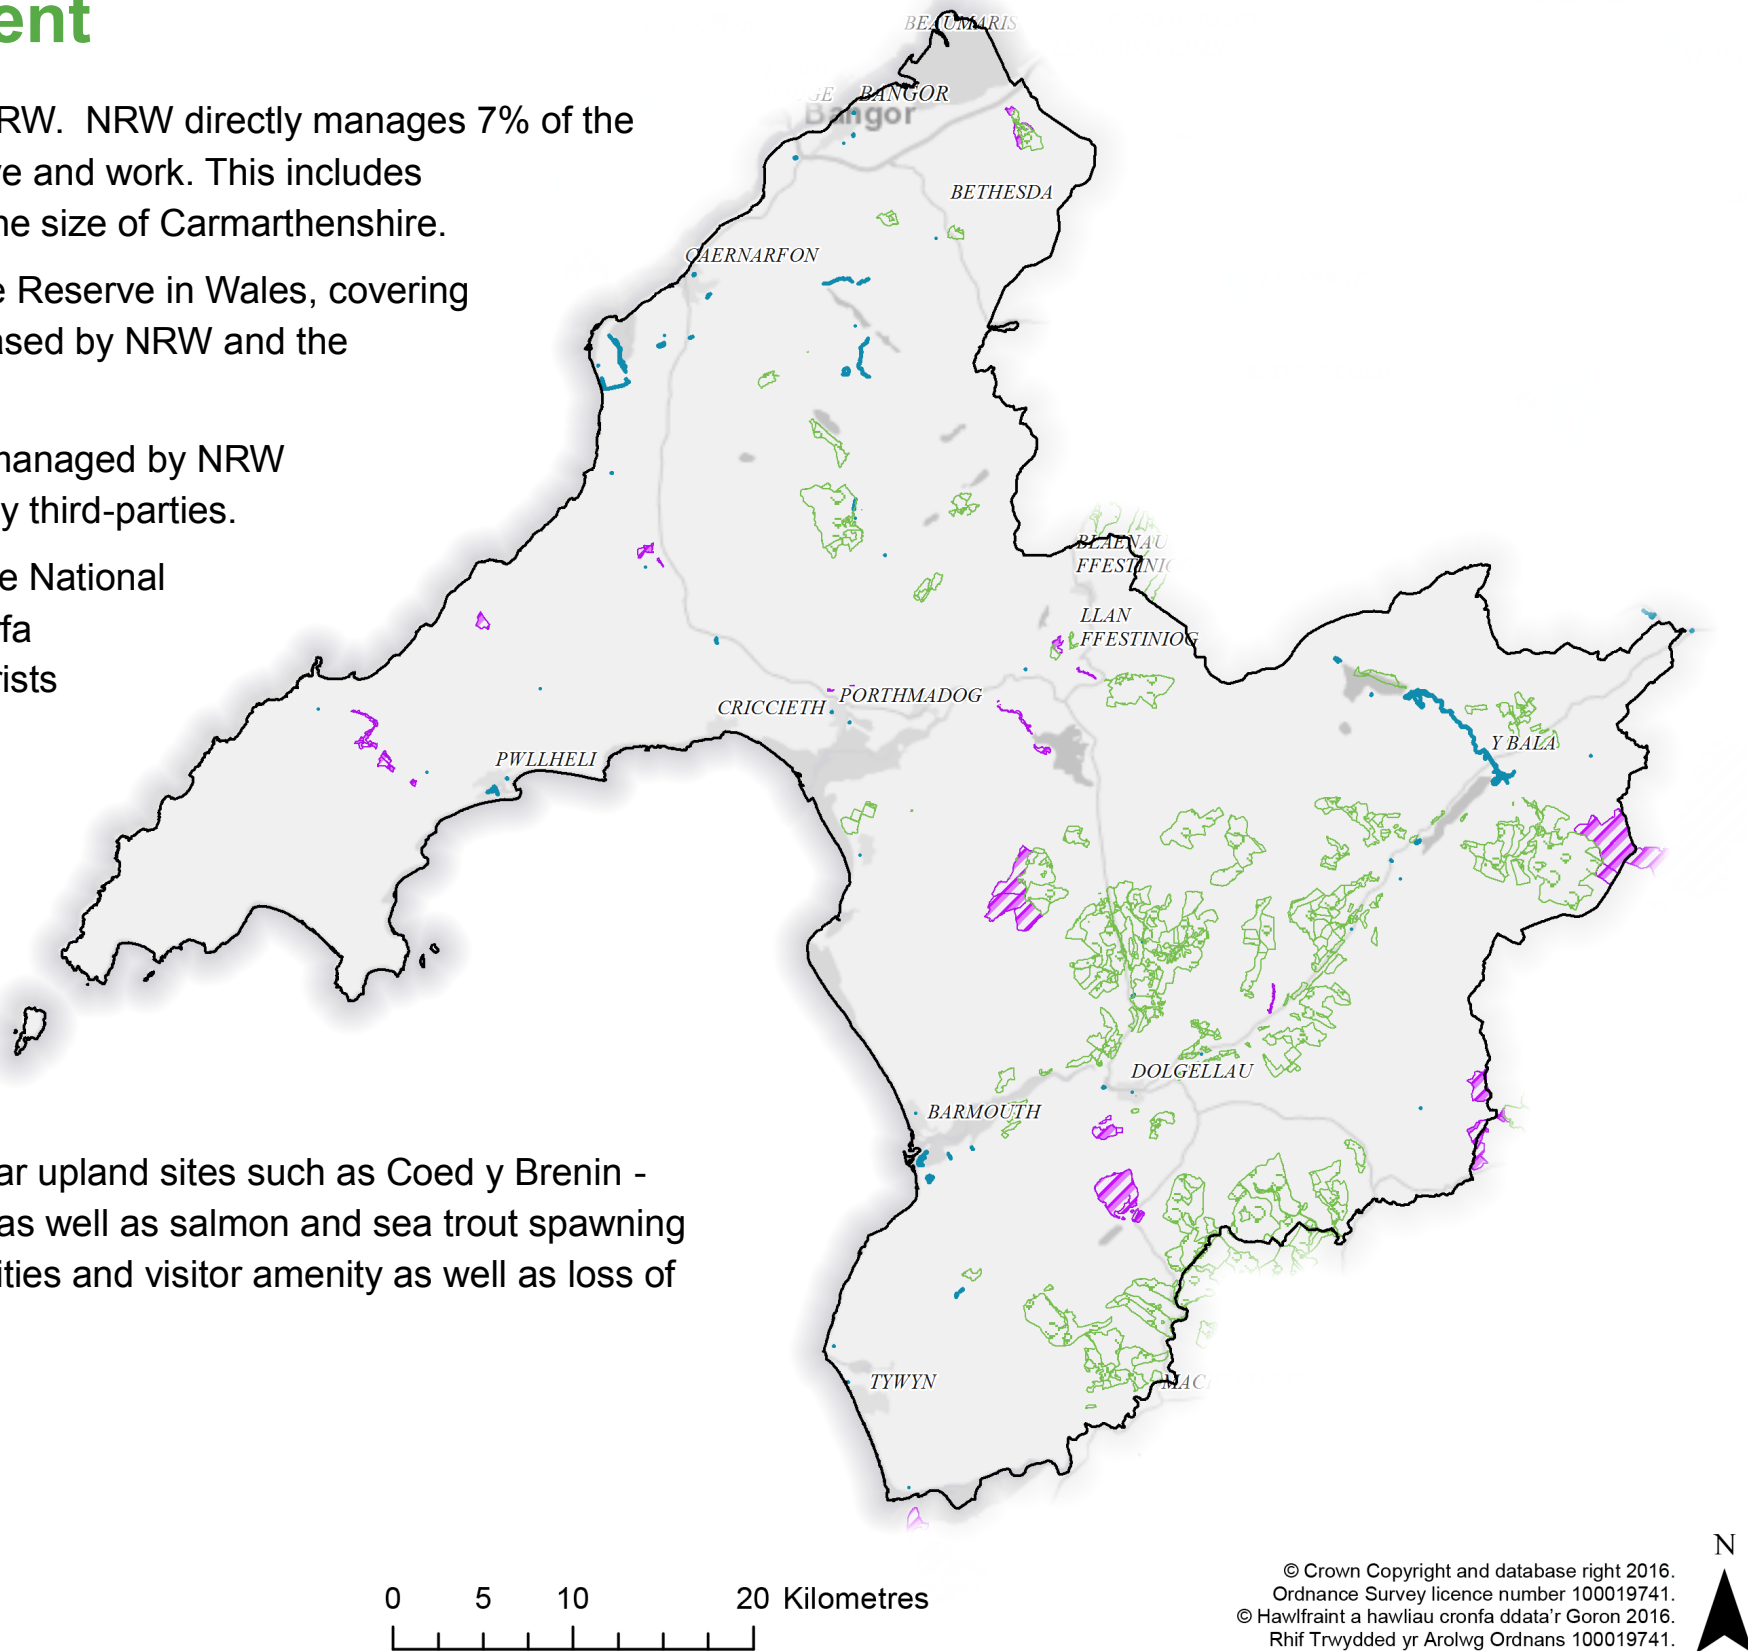 ent
RW.  NRW directly manages 7% of the
e and work. This includes
he size of Carmarthenshire.
e Reserve in Wales, covering
ased by NRW and the
managed by NRW
y third-parties.
e National
fa
rists
ar upland sites such as Coed y Brenin -
as well as salmon and sea trout spawning
ities and visitor amenity as well as loss of
BEAUMARIS
GE
BANGOR
Bangor
BETHESDA
CAERNARFON
BLAENAU
FFESTINIOG
LLAN
FFESTINIOG
PORTHMADOG
CRICCIETH
PWLLHELI
Y BALA
DOLGELLAU
BARMOUTH
TYWYN
MAC
0 5 10 20 Kilometres
N
© Crown Copyright and database right 2016.
Ordnance Survey licence number 100019741.
© Hawlfraint a hawliau cronfa ddata'r Goron 2016.
Rhif Trwydded yr Arolwg Ordnans 100019741.